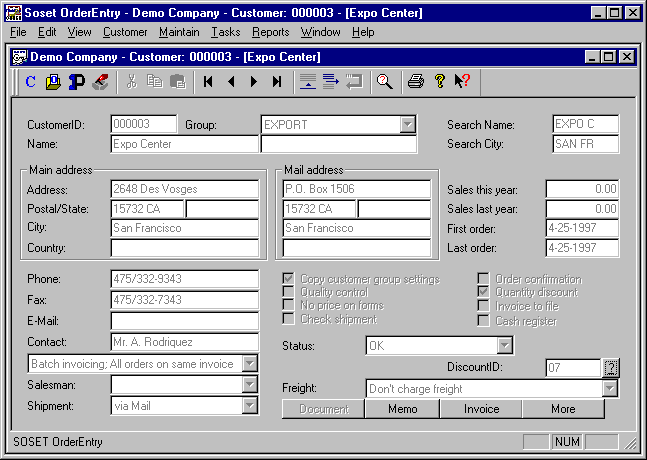 Soset OrderEntry - Demo Company - Customer: 000003 - [Expo Center]
File Edit View Customer Maintain Tasks Reports Window Help
Demo Company - Customer: 000003 - [Expo Center]
CustomerID: 000003 Group: EXPORT Search Name: EXPO C
Name: Expo Center Search City: SAN FR
Main address Mail address
Address: 2648 Des Vosges P.O. Box 1506 Sales this year: 0.00
Postal/State: 15732 CA 15732 CA Sales last year: 0.00
City: San Francisco San Francisco First order: 4-25-1997
Country: Last order: 4-25-1997
Phone: 475/332-9343 Copy customer group settings Order confirmation
Quality control Quantity discount
Fax: 475/332-7343 No price on forms Invoice to file
E-Mail: Check shipment Cash register
Contact: Mr. A. Rodriquez Status: OK
Batch invoicing; All orders on same invoice DiscountID: 07 ?
Salesman: Freight: Don't charge freight
Shipment: via Mail Document Memo Invoice More
SOSET OrderEntry NUM